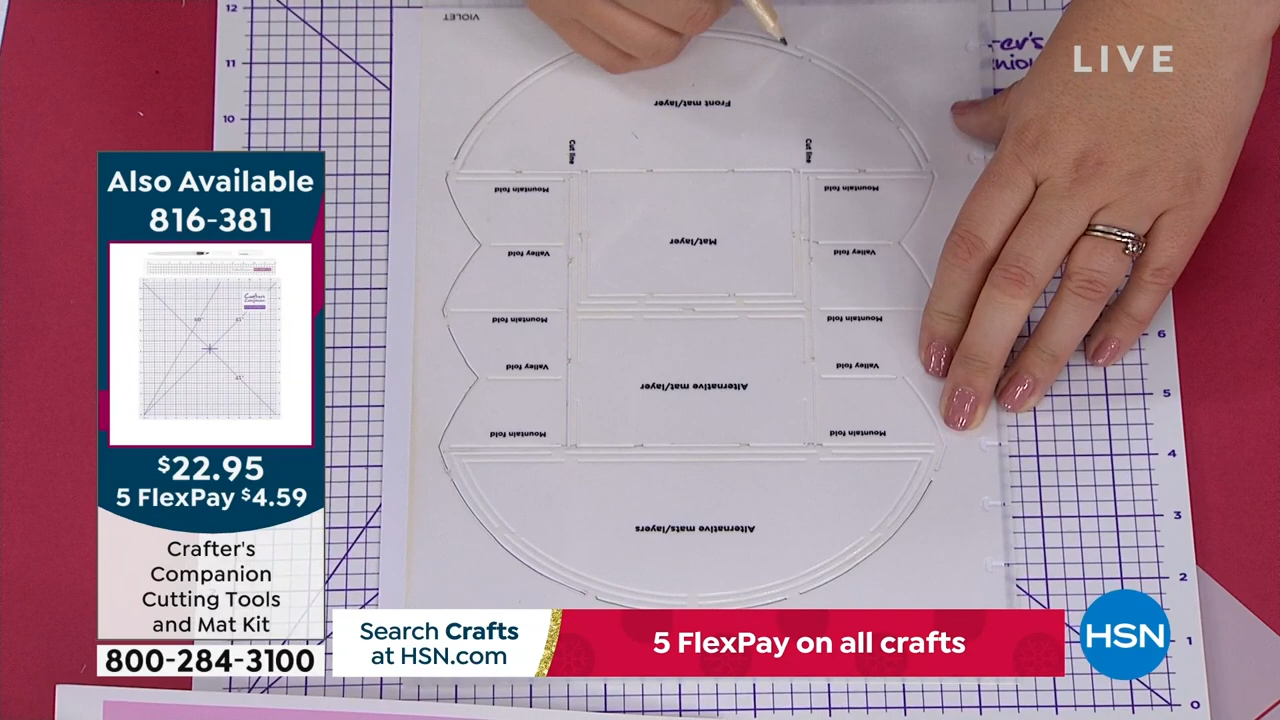 LIVE
Also Available
816-381
$22.95
5 FlexPay $4.59
Crafter's
Companion
Cutting Tools
and Mat Kit
800-284-3100
Search Crafts
at HSN.com
5 FlexPay on all crafts
HSN
VIOLET
Front mat/layer
Cut line
Cut line
Mountain fold
Mountain fold
Mat/layer
Valley fold
Valley fold
Mountain fold
Mountain fold
Valley fold
Valley fold
Alternative mat/layer
Mountain fold
Mountain fold
Alternative mats/layers
12
11
10
6
5
4
3
2
1
0